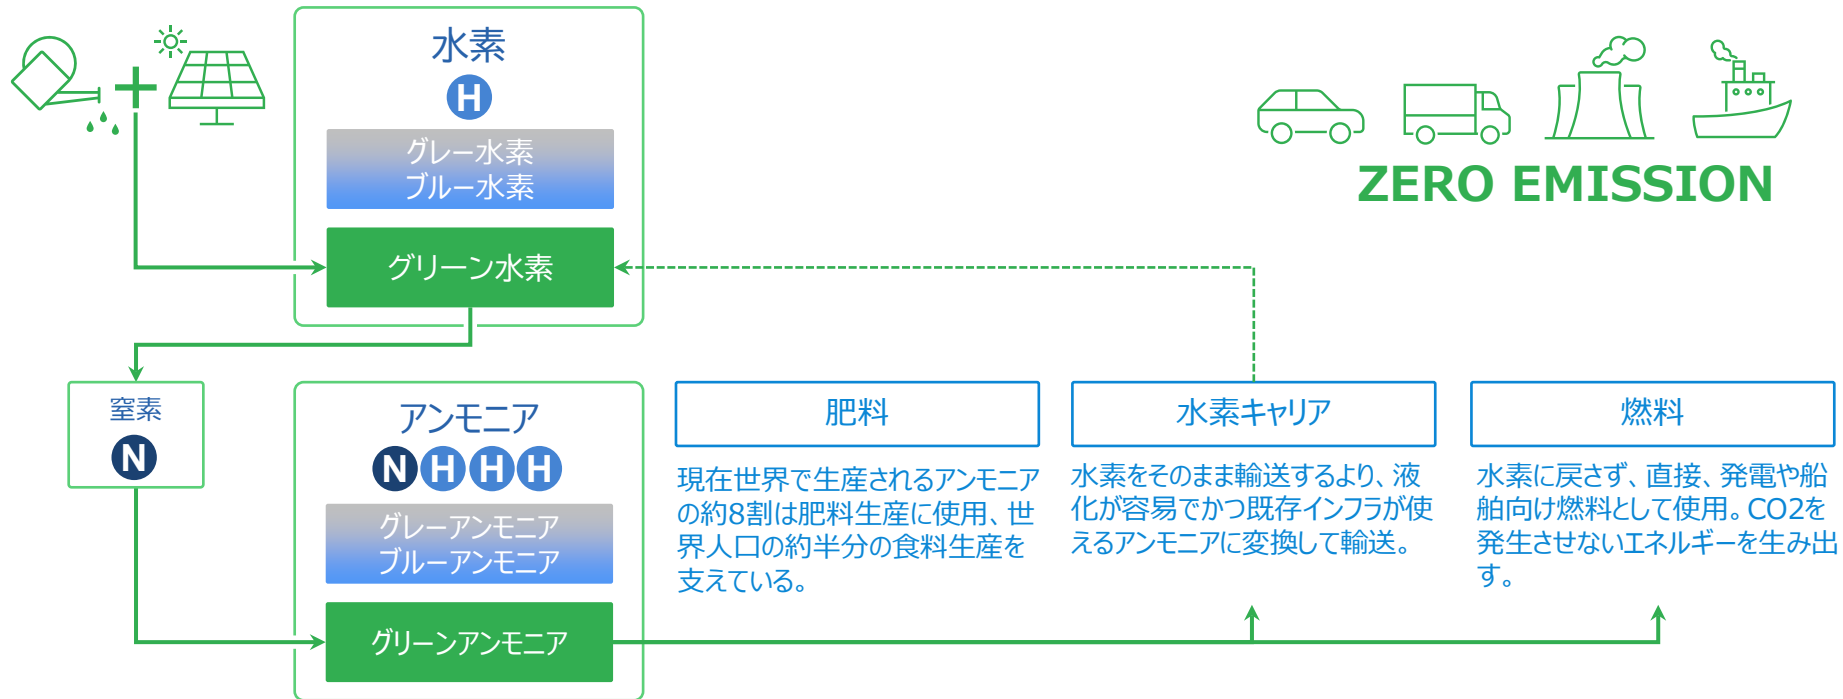 水素
H
グレー水素
ブルー水素
グリーン水素
ZERO EMISSION
窒素
N
アンモニア
NHHH
グレーアンモニア
ブルーアンモニア
グリーンアンモニア
肥料
現在世界で生産されるアンモニア
の約8割は肥料生産に使用、世
界人口の約半分の食料生産を
支えている。
水素キャリア
水素をそのまま輸送するより、液
化が容易でかつ既存インフラが使
えるアンモニアに変換して輸送。
燃料
水素に戻さず、直接、発電や船
舶向け燃料として使用。CO2を
発生させないエネルギーを生み出
す。